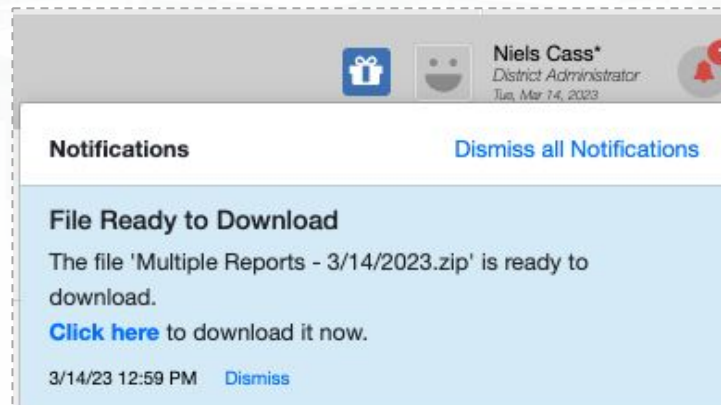 Niels Cass*
District Administrator
Tue, Mar 14, 2023
Notifications
Dismiss all Notifications
File Ready to Download
The file 'Multiple Reports - 3/14/2023.zip' is ready to
download.
Click here to download it now.
3/14/23 12:59 PM
Dismiss